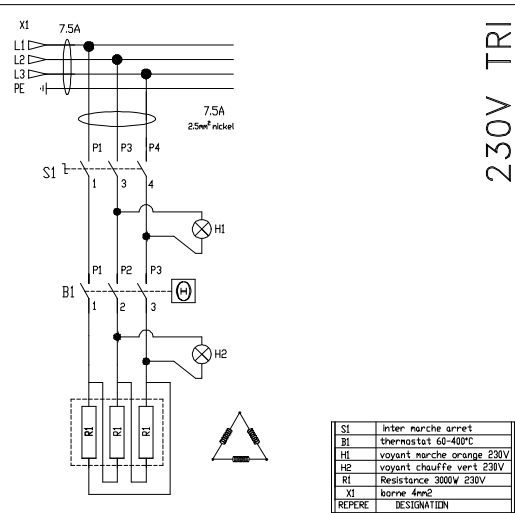 X1
7.5A
L1
L2
L3
PE
230V TRI
7.5A
2.5mm² nickel
P1 P3 P4
S1
1 3 4
H1
P1 P2 P3
B1
1 2 3
Θ
H2
R1 R1 R1
S1 inter marche arret
B1 thermostat 60-400°C
H1 voyant marche orange 230V
H2 voyant chauffe vert 230V
R1 Resistance 3000W 230V
X1 borne 4mm2
REPERE DESIGNATION